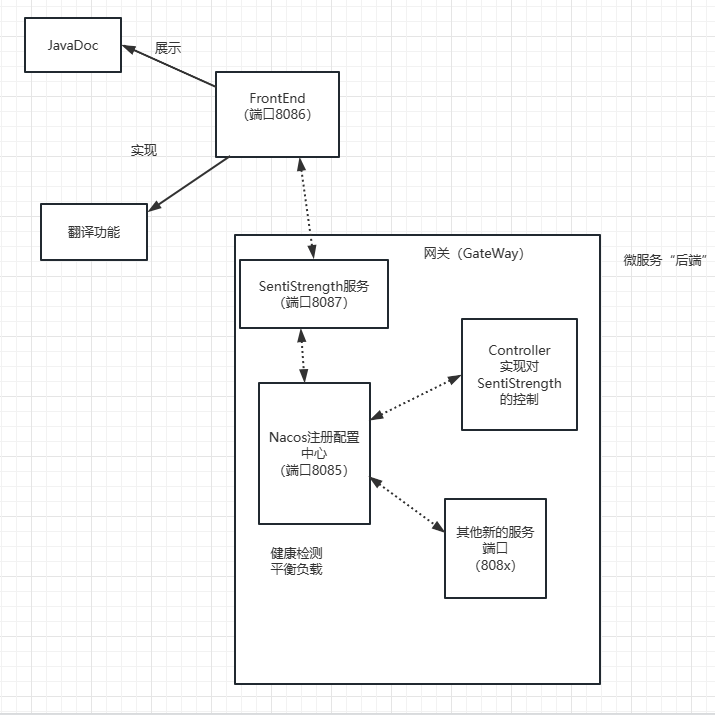 JavaDoc
展示
FrontEnd
（端口8086）
实现
翻译功能
网关（GateWay）
微服务“后端”
SentiStrength服务
（端口8087）
Controller
实现对
SentiStrength
的控制
Nacos注册配置
中心
（端口8085）
其他新的服务
端口
（808x）
健康检测
平衡负载